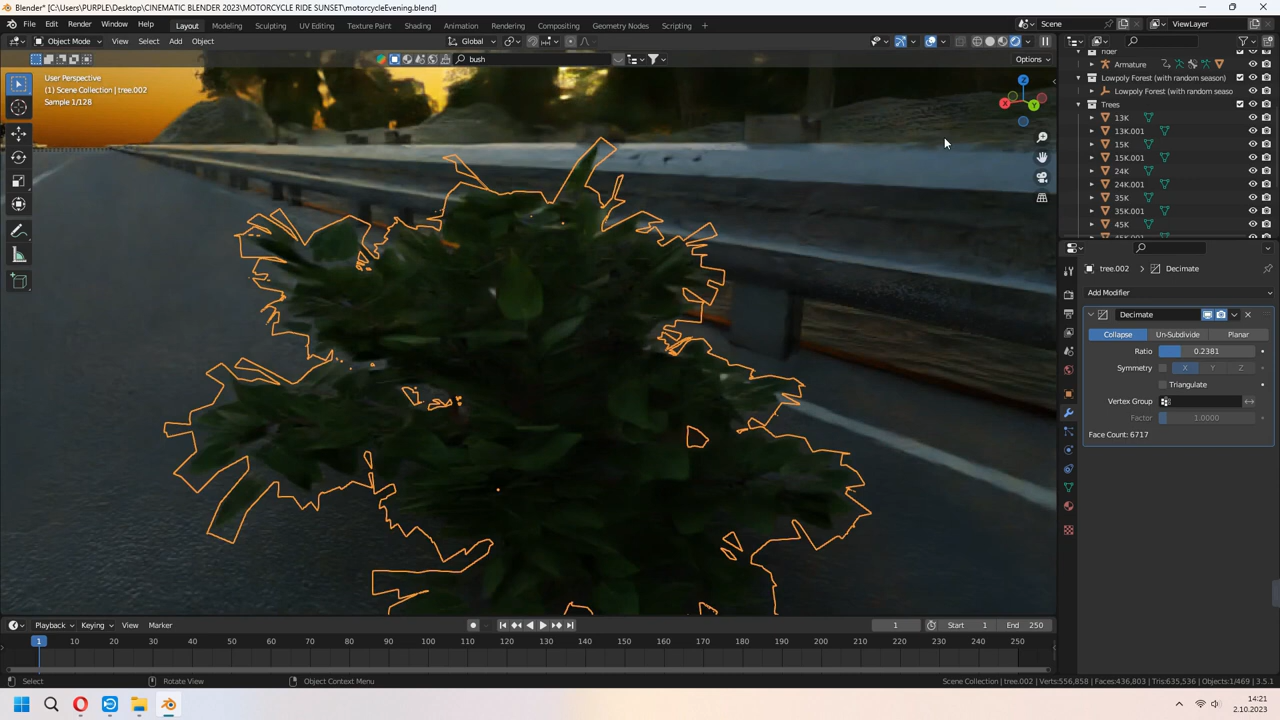 Blender* [C:\Users\PURPLE\Desktop\CINEMATIC BLENDER 2023\MOTORCYCLE RIDE SUNSET\motorcycleEvening.blend]
File Edit Render Window Help Layout Modeling Sculpting UV Editing Texture Paint Shading Animation Rendering Compositing Geometry Nodes Scripting + Scene ViewLayer
Object Mode View Select Add Object Global
bush Options
User Perspective
(1) Scene Collection | tree.002
Sample 1/128
X
Y
Z
Armature
Lowpoly Forest (with random season)
Lowpoly Forest (with random seaso
Trees
13K
13K.001
15K
15K.001
24K
24K.001
35K
35K.001
45K
tree.002 > Decimate
Add Modifier
Decimate
Collapse Un-Subdivide Planar
Ratio 0.2381
Symmetry X Y Z
Triangulate
Vertex Group
Factor 1.0000
Face Count: 6717
Playback Keying View Marker 1 Start 1 End 250
1 10 20 30 40 50 60 70 80 90 100 110 120 130 140 150 160 170 180 190 200 210 220 230 240 250
Select Rotate View Object Context Menu Scene Collection | tree.002 | Verts:556,858 | Faces:436,803 | Tris:635,536 | Objects:1/469 | 3.5.1
14:21
2.10.2023